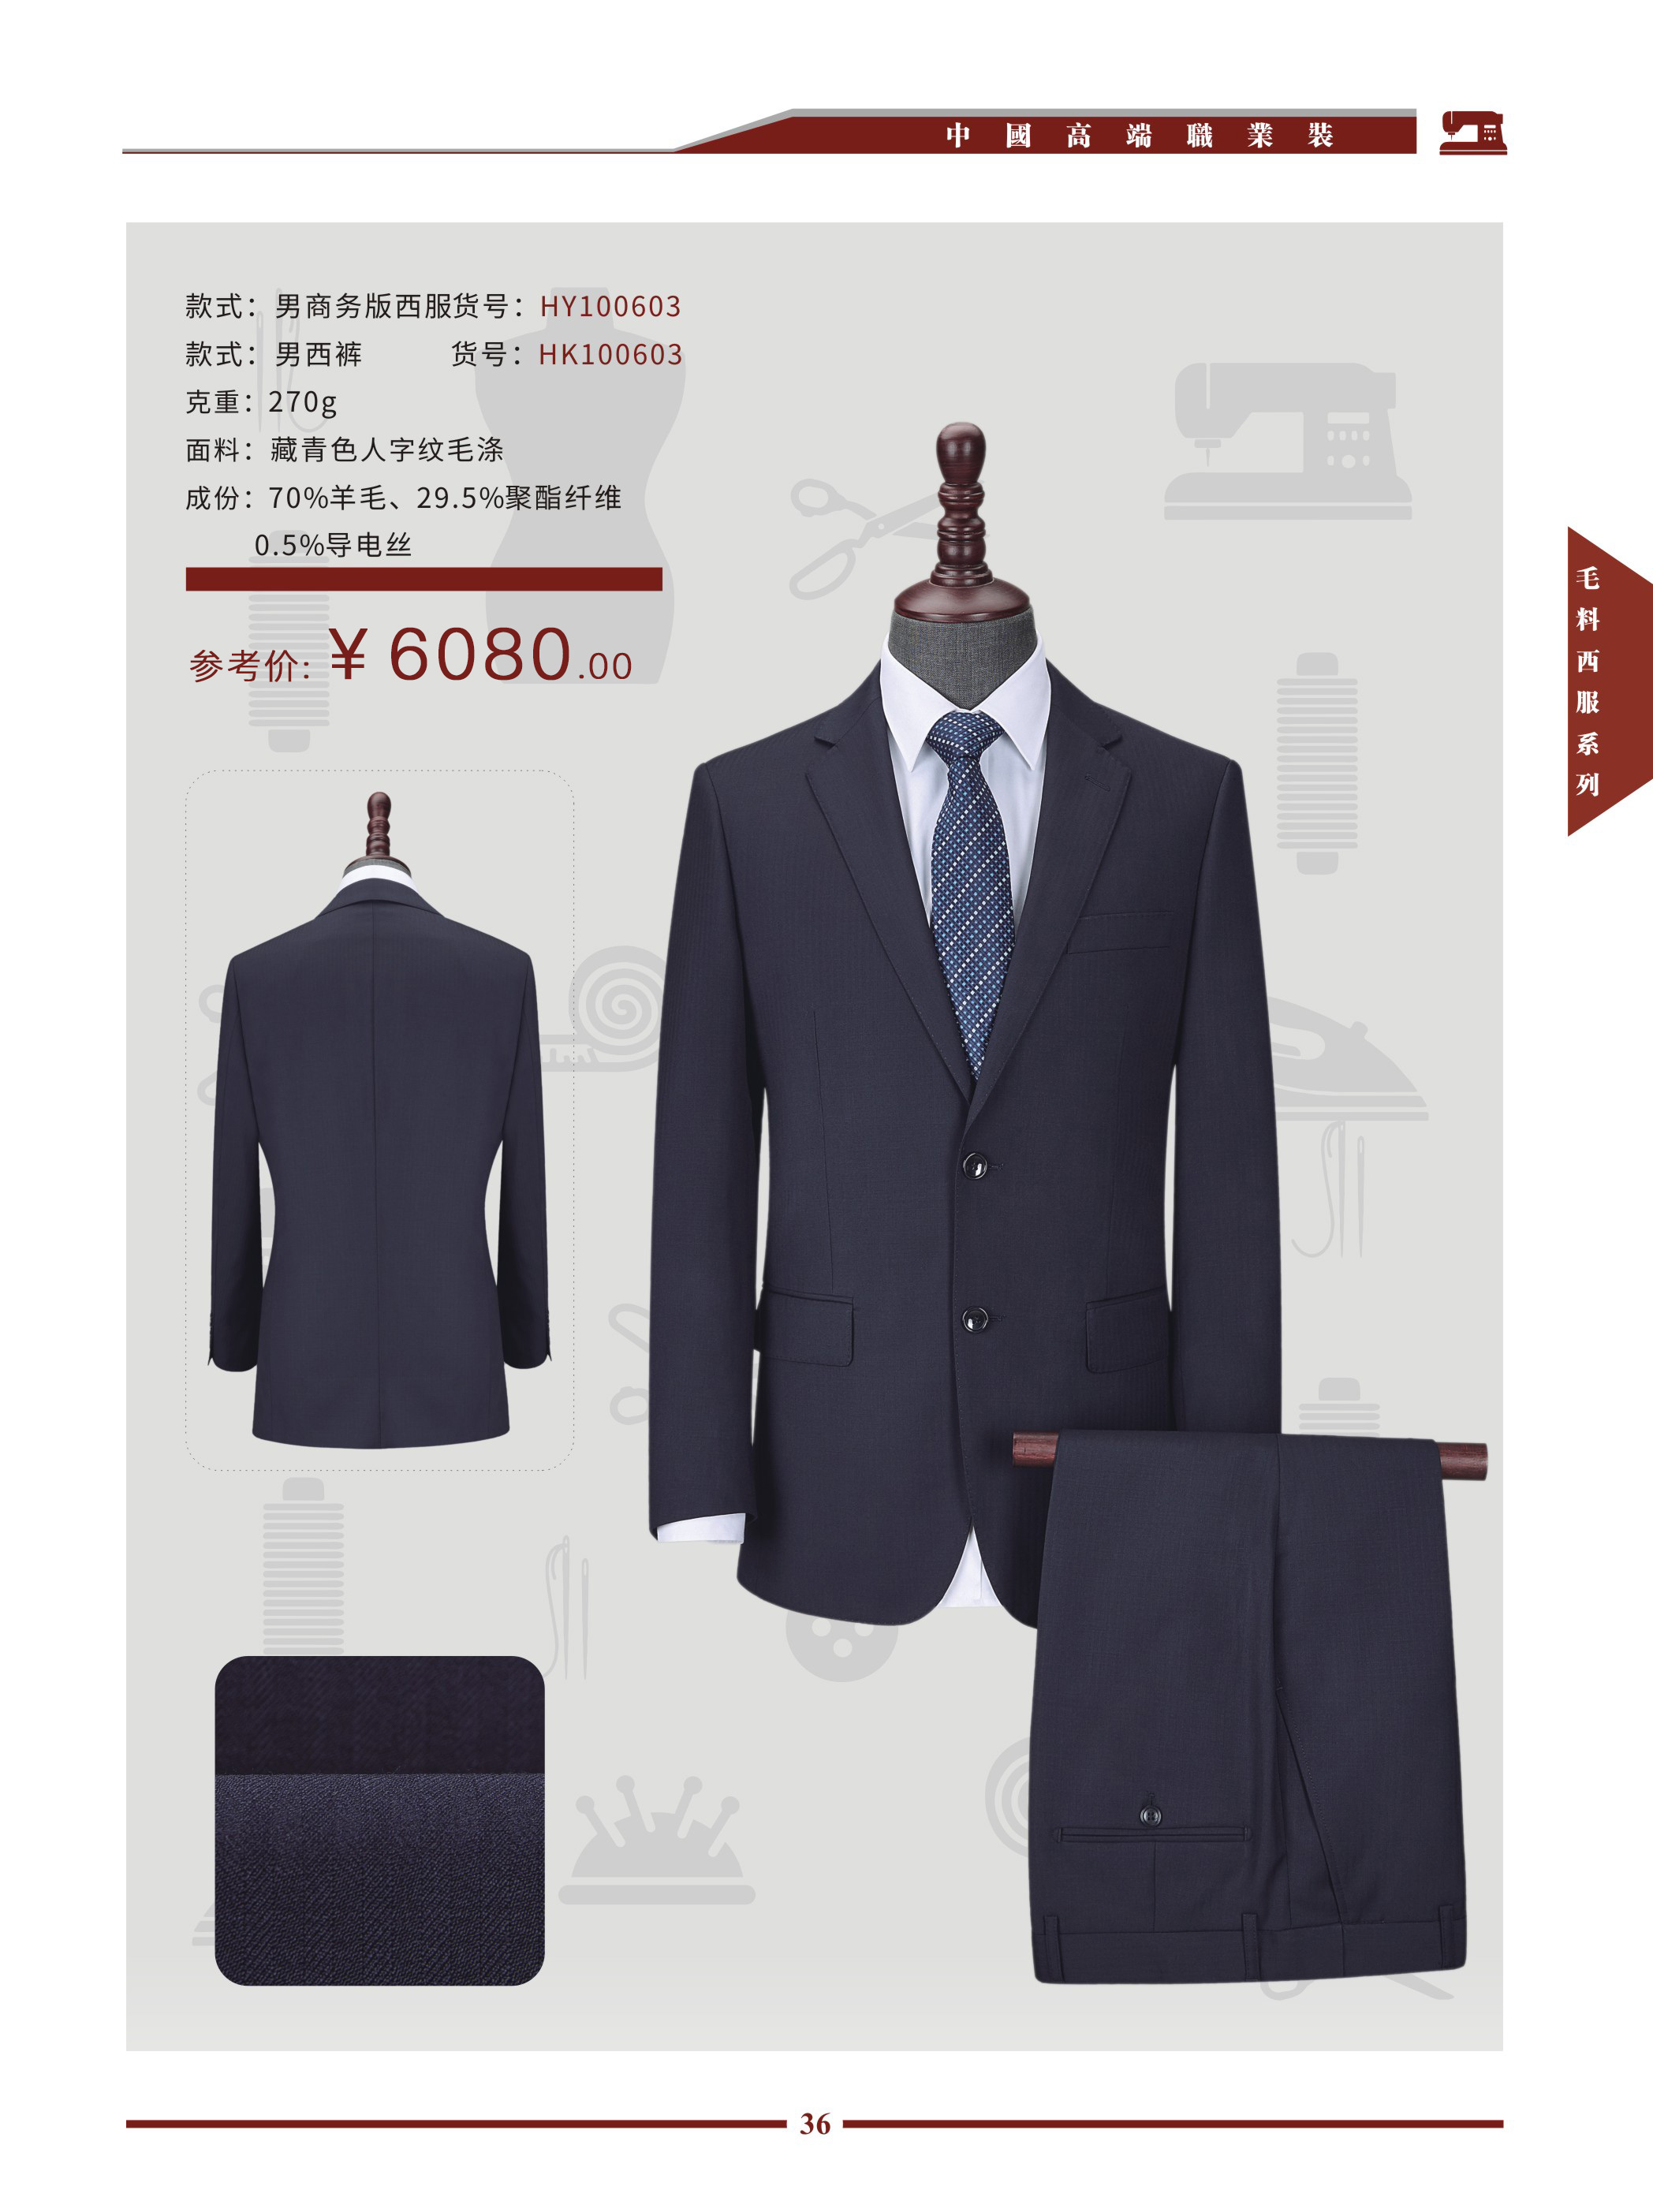 中國高端職業裝
款式：男商务版西服货号：HY100603
款式：男西裤 货号：HK100603
克重：270g
面料：藏青色人字纹毛涤
成份：70%羊毛、29.5%聚酯纤维
0.5%导电丝
参考价：¥ 6080.00
毛料西服系列
36